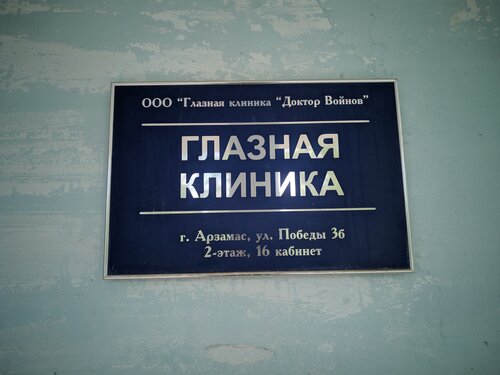 ООО "Глазная клиника "Доктор Войнов"
ГЛАЗНАЯ
КЛИНИКА
г. Арзамас, ул. Победы 36
2-этаж, 16 кабинет